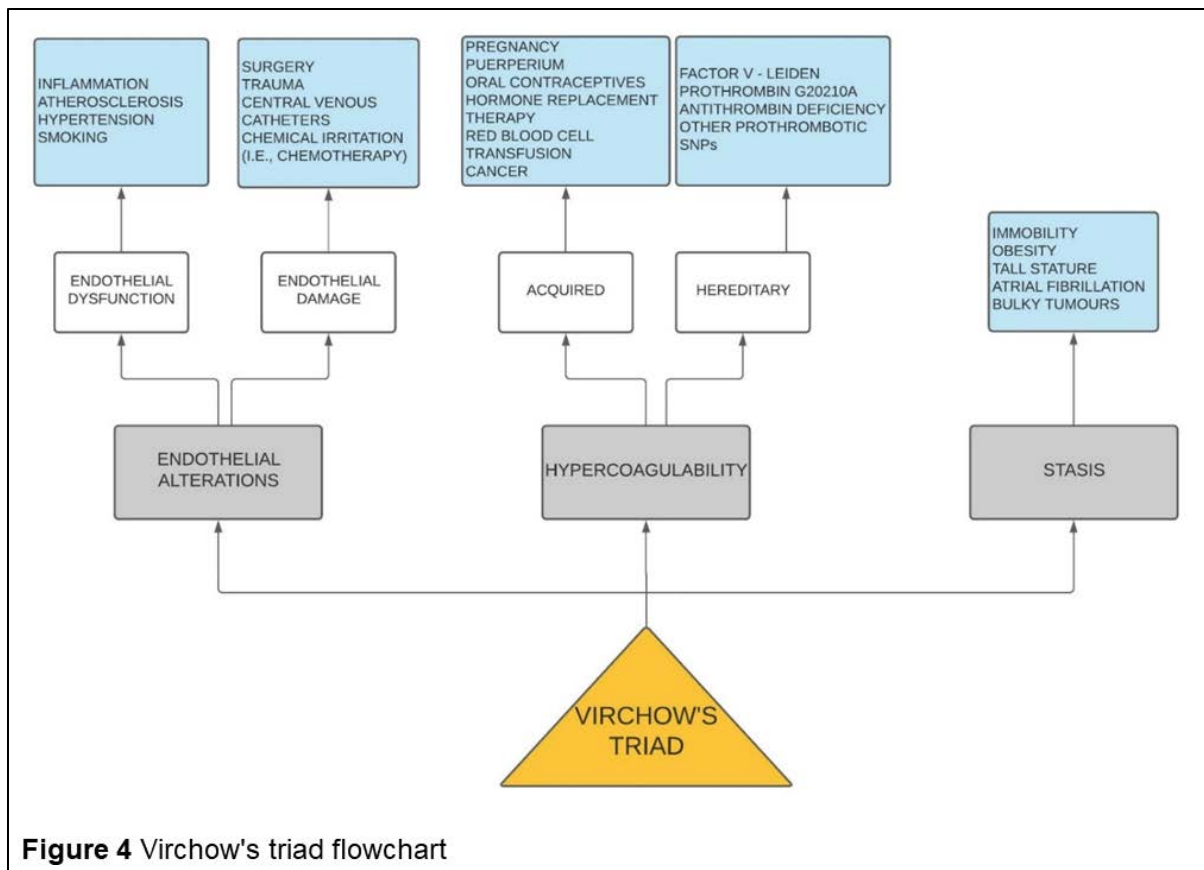 INFLAMMATION
ATHEROSCLEROSIS
HYPERTENSION
SMOKING
SURGERY
TRAUMA
CENTRAL VENOUS
CATHETERS
CHEMICAL IRRITATION
(I.E., CHEMOTHERAPY)
PREGNANCY
PUERPERIUM
ORAL CONTRACEPTIVES
HORMONE REPLACEMENT
THERAPY
RED BLOOD CELL
TRANSFUSION
CANCER
FACTOR V - LEIDEN
PROTHROMBIN G20210A
ANTITHROMBIN DEFICIENCY
OTHER PROTHROMBOTIC
SNPs
IMMOBILITY
OBESITY
TALL STATURE
ATRIAL FIBRILLATION
BULKY TUMOURS
ENDOTHELIAL
DYSFUNCTION
ENDOTHELIAL
DAMAGE
ACQUIRED
HEREDITARY
ENDOTHELIAL
ALTERATIONS
HYPERCOAGULABILITY
STASIS
VIRCHOW'S
TRIAD
Figure 4 Virchow's triad flowchart